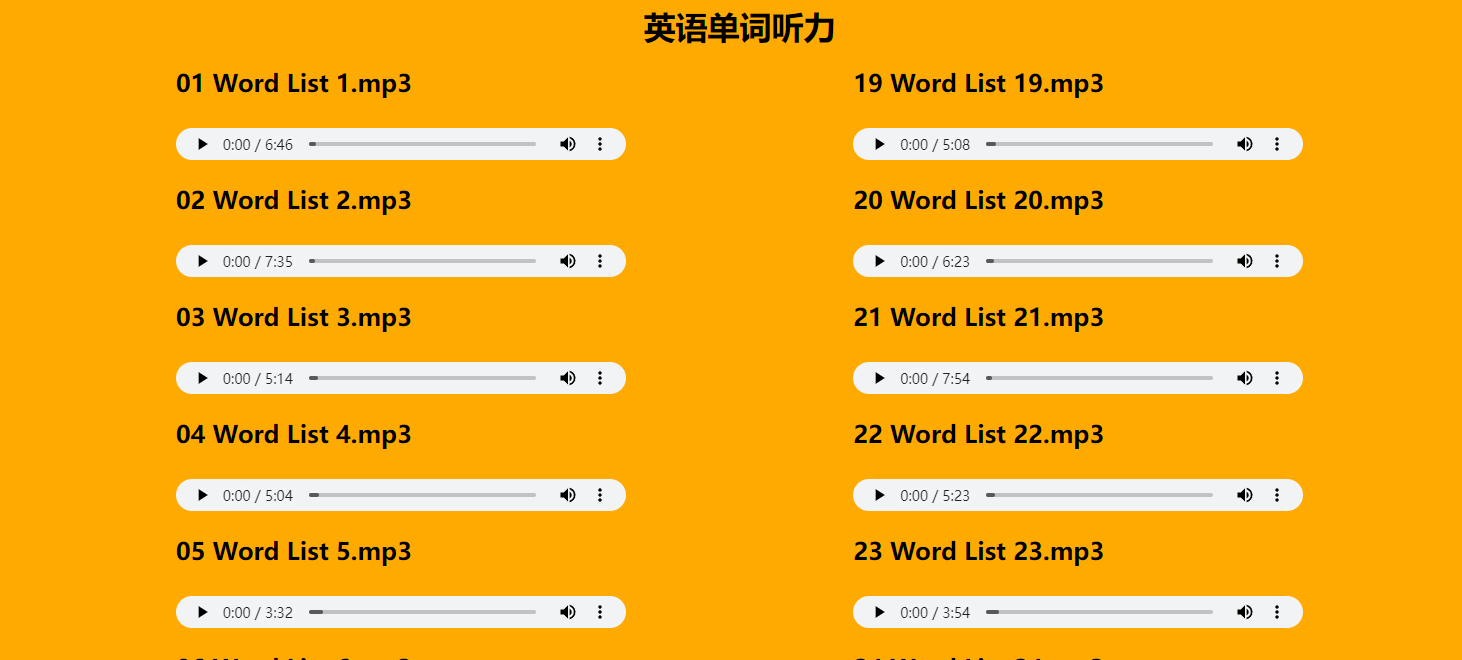 英语单词听力
01 Word List 1.mp3
0:00 / 6:46
02 Word List 2.mp3
0:00 / 7:35
03 Word List 3.mp3
0:00 / 5:14
04 Word List 4.mp3
0:00 / 5:04
05 Word List 5.mp3
0:00 / 3:32
19 Word List 19.mp3
0:00 / 5:08
20 Word List 20.mp3
0:00 / 6:23
21 Word List 21.mp3
0:00 / 7:54
22 Word List 22.mp3
0:00 / 5:23
23 Word List 23.mp3
0:00 / 3:54